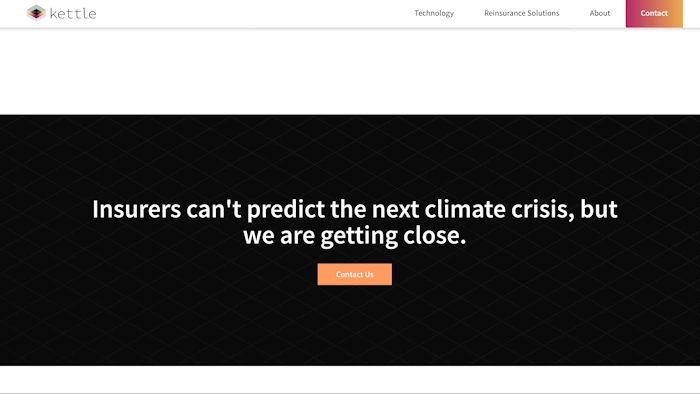 kettle
Technology
Reinsurance Solutions
About
Contact
Insurers can't predict the next climate crisis, but
we are getting close.
Contact Us